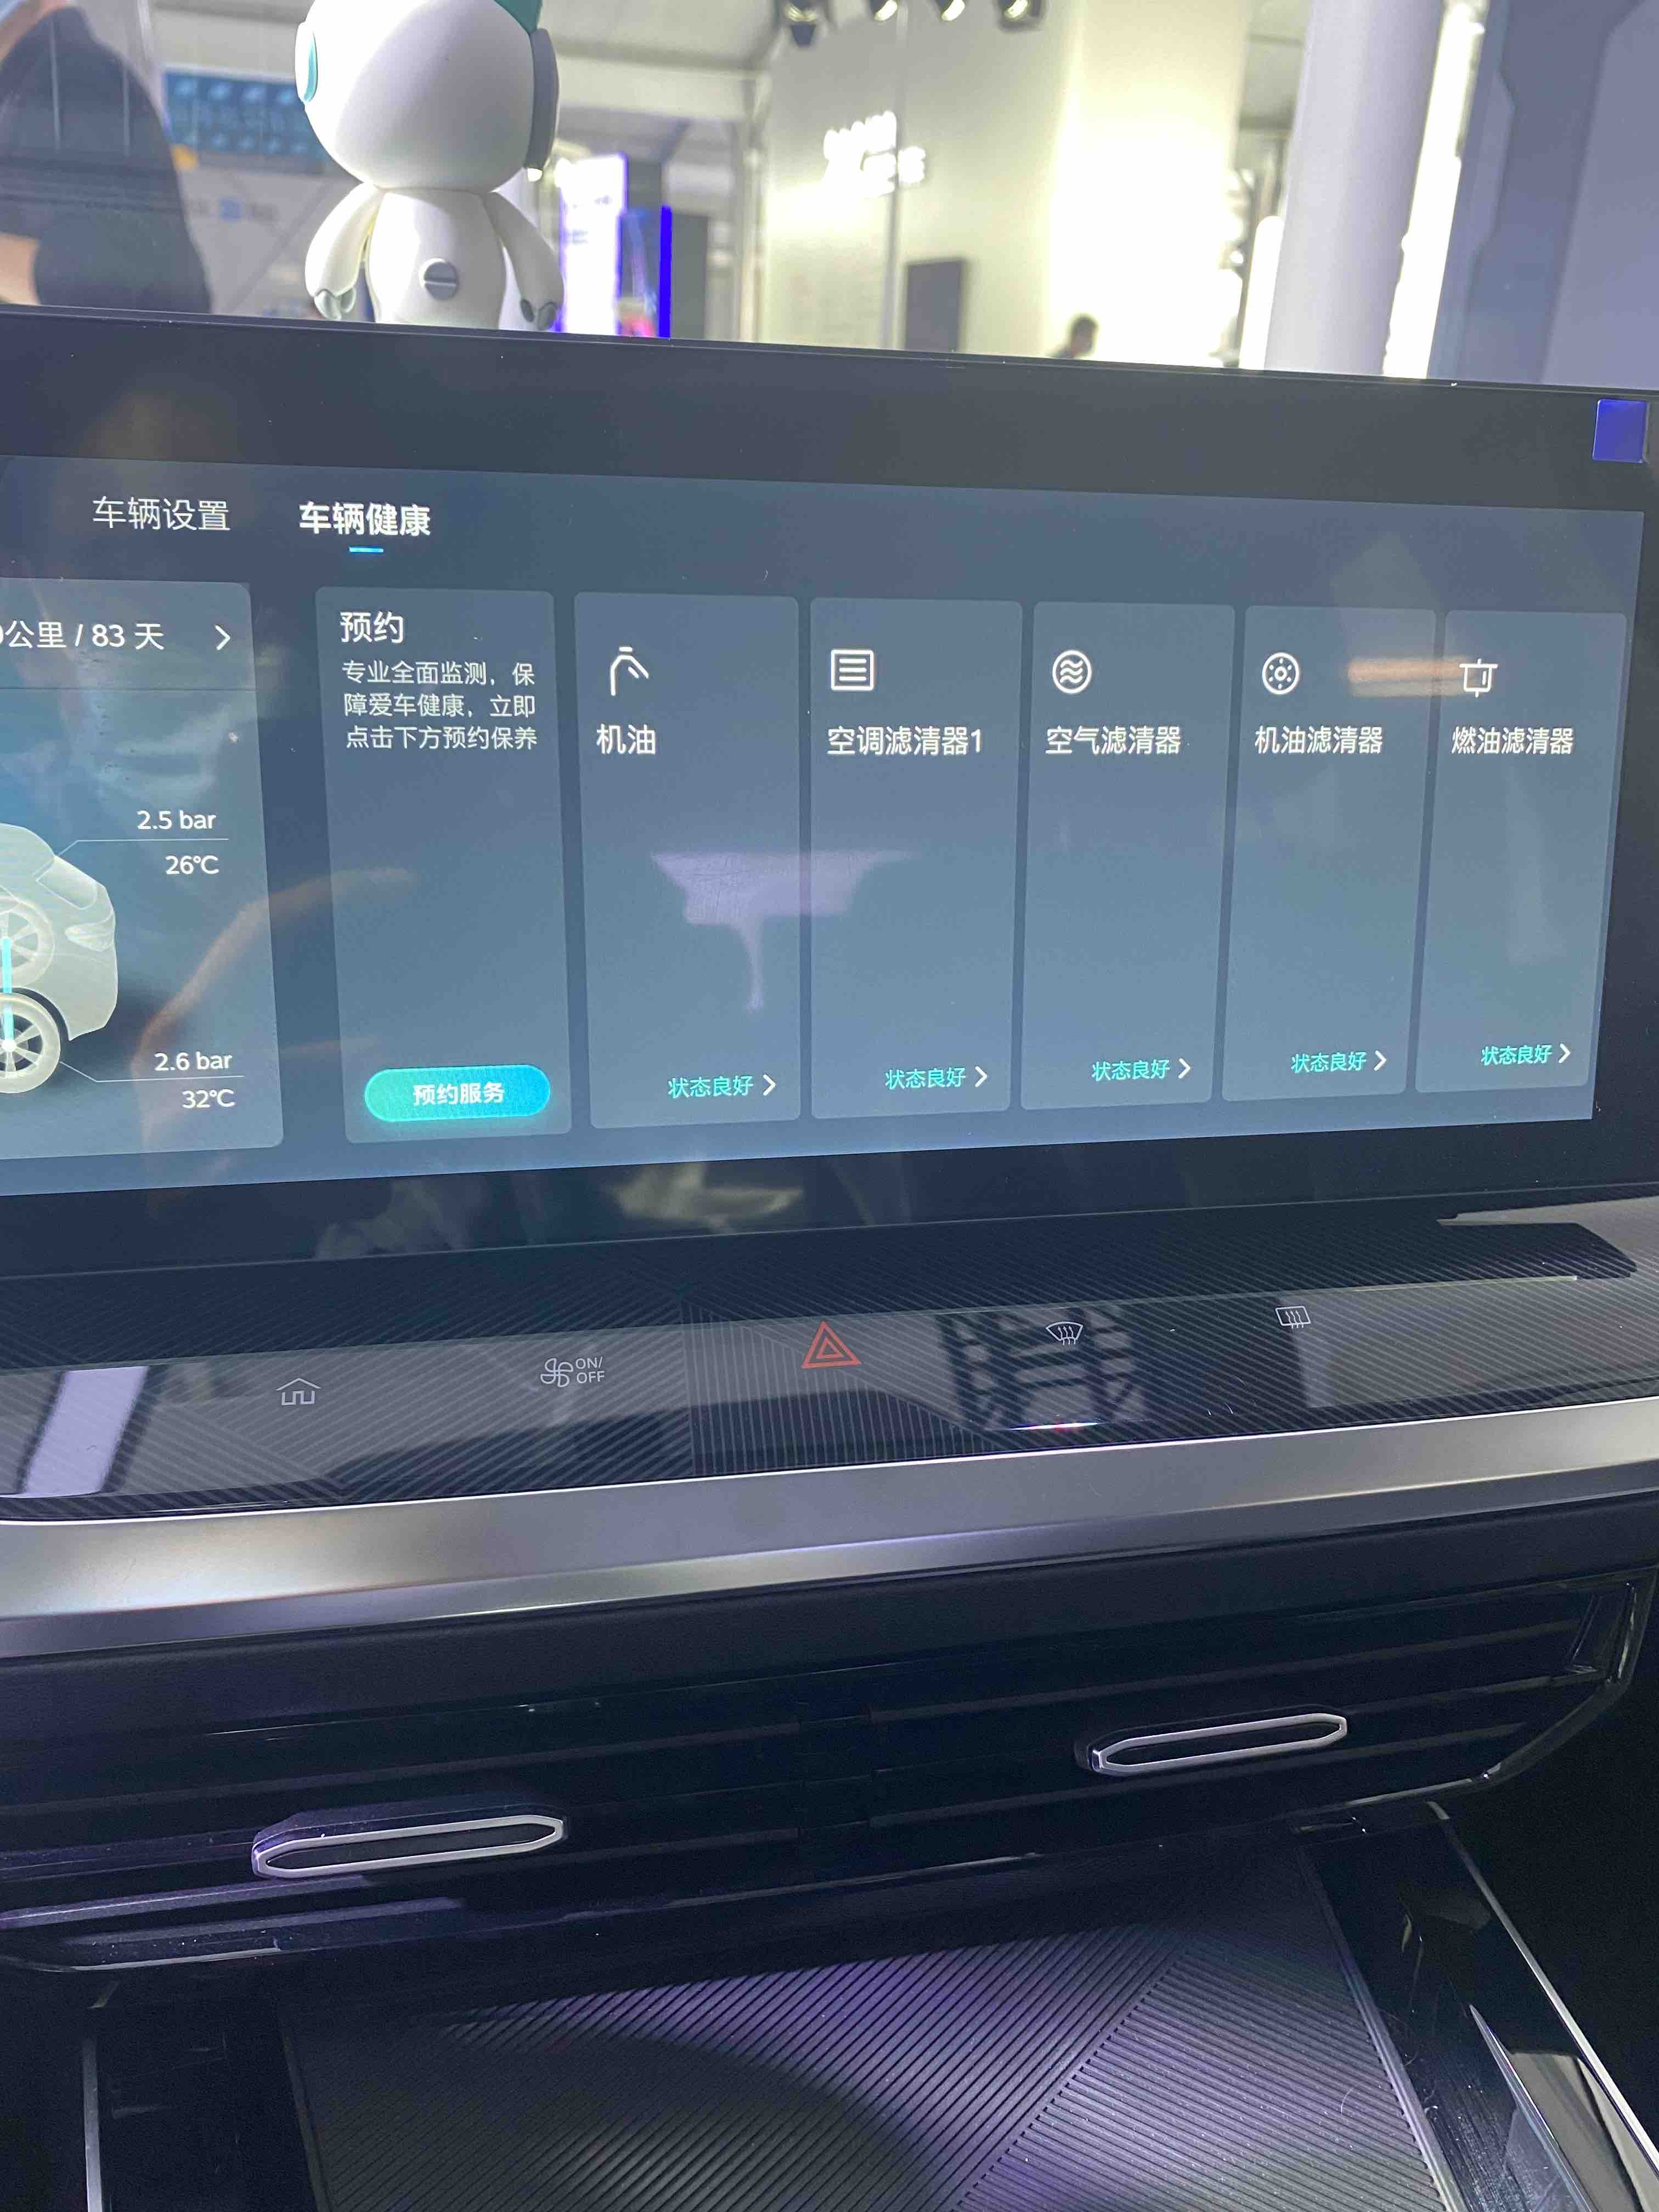 车辆设置
车辆健康
公里 / 83 天
2.5 bar
26°C
2.6 bar
32°C
预约
专业全面监测，保
障爱车健康，立即
点击下方预约保养
预约服务
机油
状态良好
空调滤清器1
状态良好
空气滤清器
状态良好
机油滤清器
状态良好
燃油滤清器
状态良好
ON/
OFF